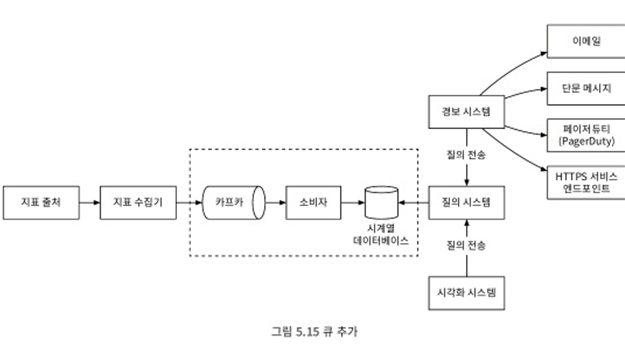 이메일
단문 메시지
경보 시스템
페이저듀티
(PagerDuty)
질의 전송
HTTPS 서비스
엔드포인트
지표 출처
지표 수집기
카프카
소비자
시계열
데이터베이스
질의 시스템
질의 전송
시각화 시스템
그림 5.15 큐 추가